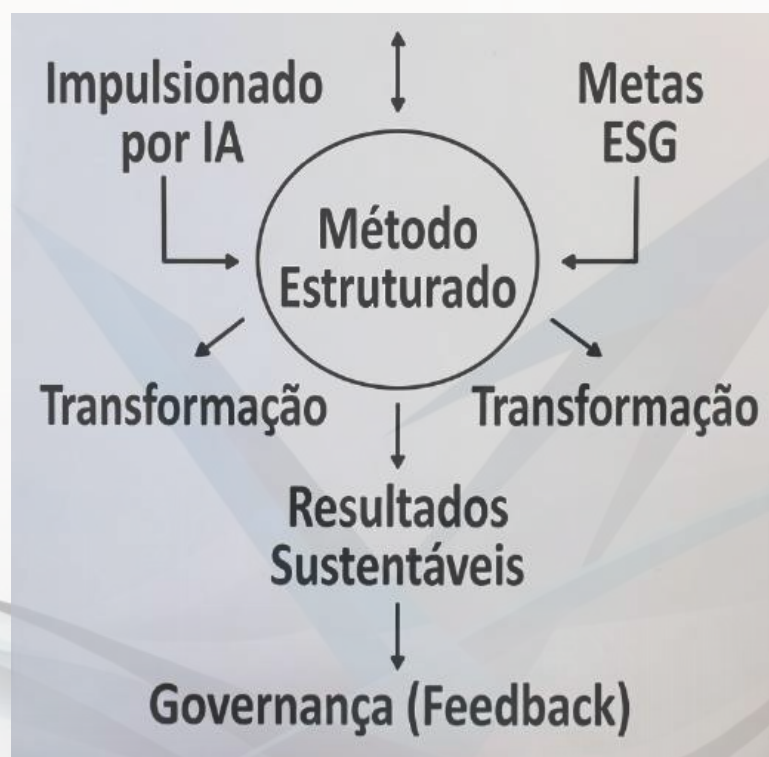 Impulsionado
por IA
Metas
ESG
Método
Estruturado
Transformação
Transformação
Resultados
Sustentáveis
Governança (Feedback)